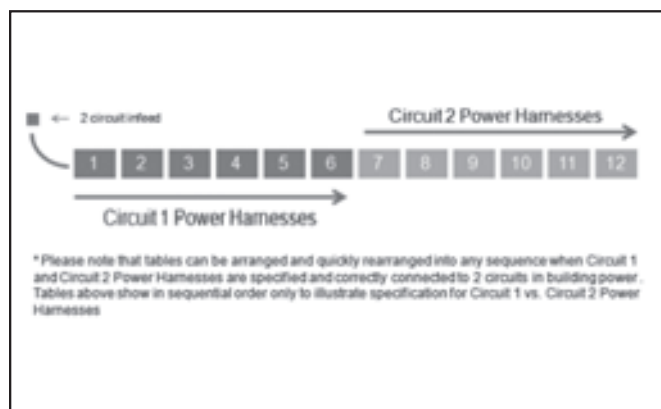 Circuit 2 Power Harnesses
2 circuit infeed
1 2 3 4 5 6 7 8 9 10 11 12
Circuit 1 Power Harnesses
* Please note that tables can be arranged and quickly rearranged into any sequence when Circuit 1
and Circuit 2 Power Harnesses are specified and correctly connected to 2 circuits in building power.
Tables above show in sequential order only to illustrate specification for Circuit 1 vs. Circuit 2 Power
Harnesses